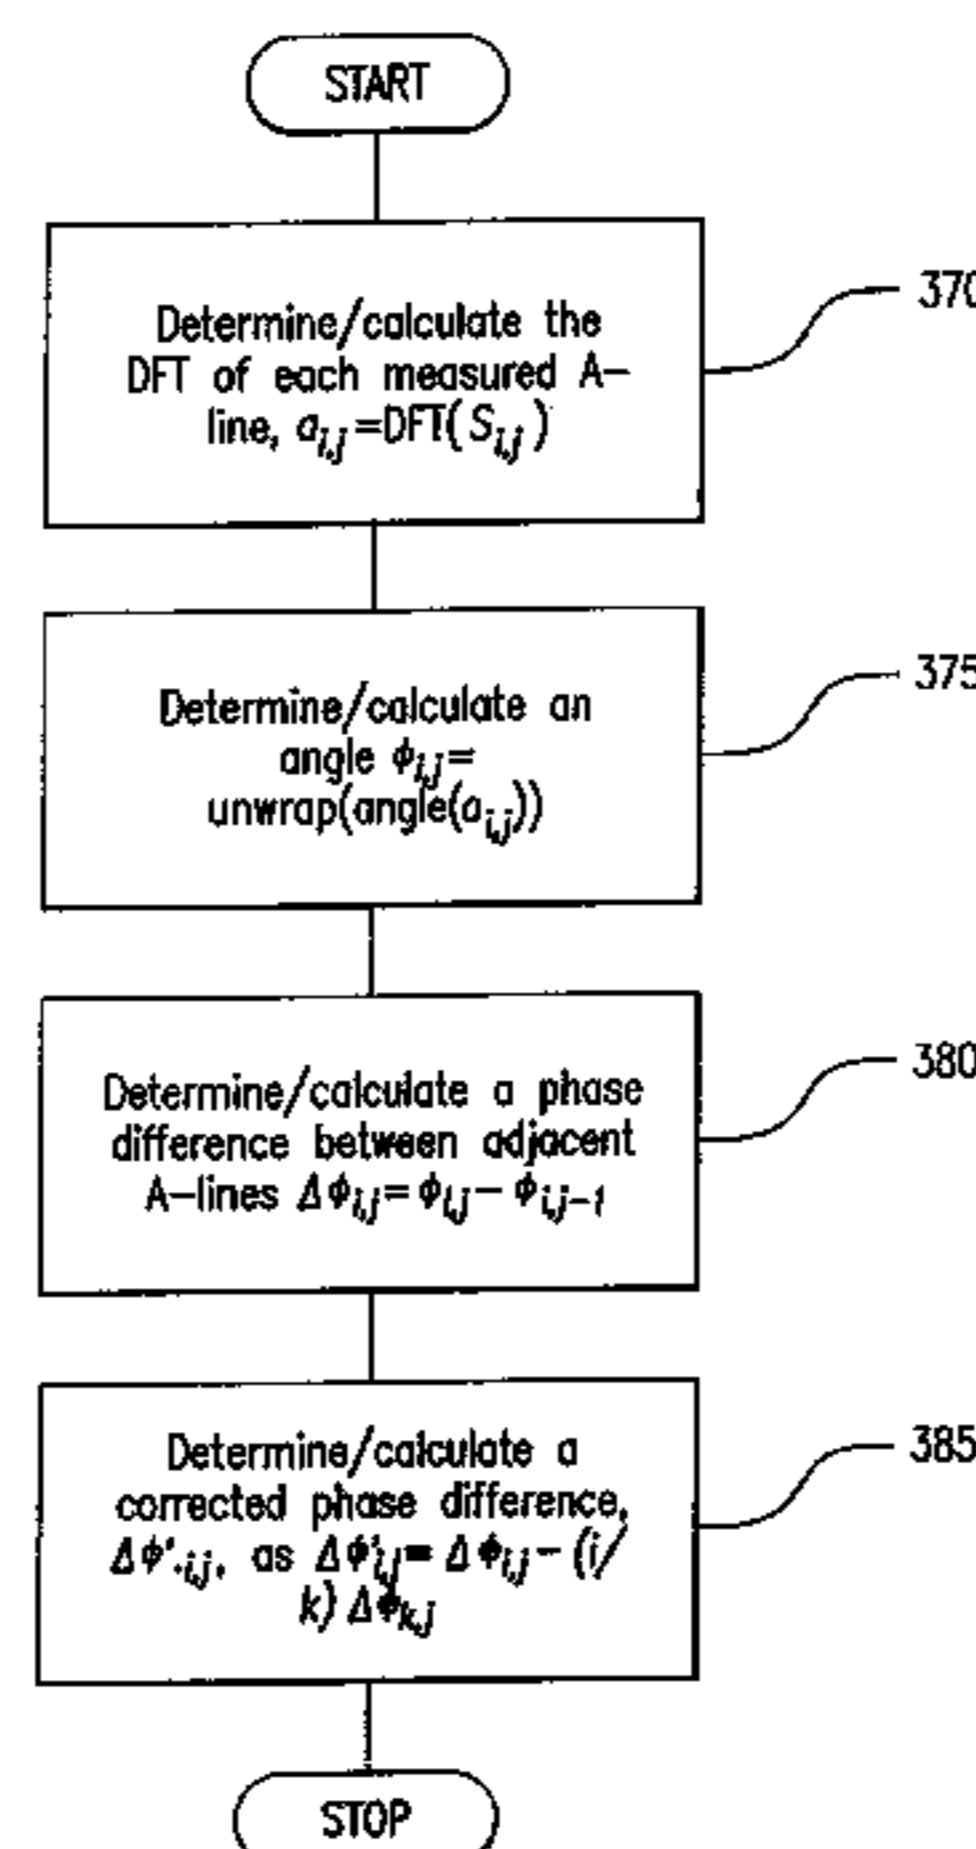 START
Determine/calculate the
DFT of each measured A-
line, a_{i,j}=DFT(S_{i,j})
370
Determine/calculate an
angle ϕ_{i,j}=
unwrap(angle(a_{i,j}))
375
Determine/calculate a phase
difference between adjacent
A-lines Δϕ_{i,j}= ϕ_{i,j}- ϕ_{i,j-1}
380
Determine/calculate a
corrected phase difference,
Δϕ'_{i,j}, as Δϕ'_{i,j}= Δϕ_{i,j}-(i/
k)Δϕ_{k,j}
385
STOP